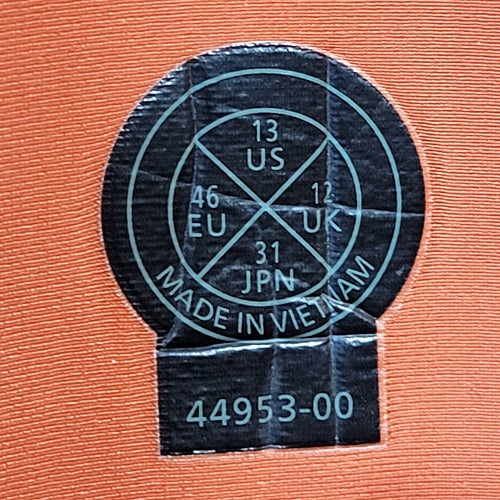 13
US
46
EU
12
UK
31
JPN
MADE IN VIETNAM
44953-00